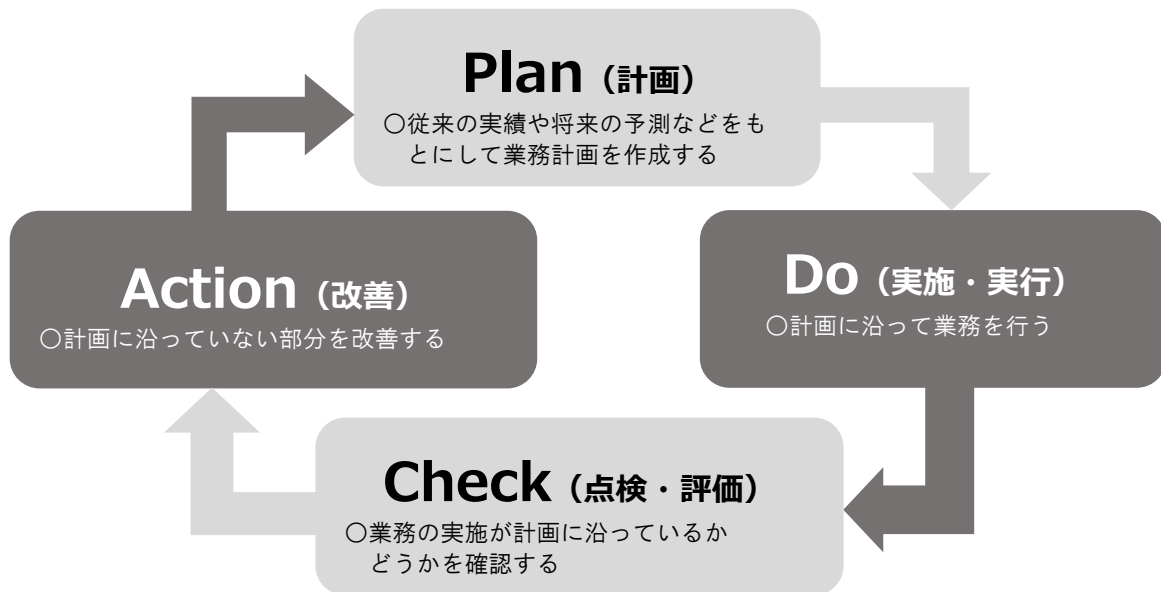 Plan（計画）
〇従来の実績や将来の予測などをも
とにして業務計画を作成する
Do（実施・実行）
〇計画に沿って業務を行う
Check（点検・評価）
〇業務の実施が計画に沿っているか
どうかを確認する
Action（改善）
〇計画に沿っていない部分を改善する